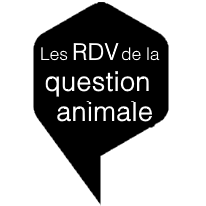 Les RDV de la
question
animale